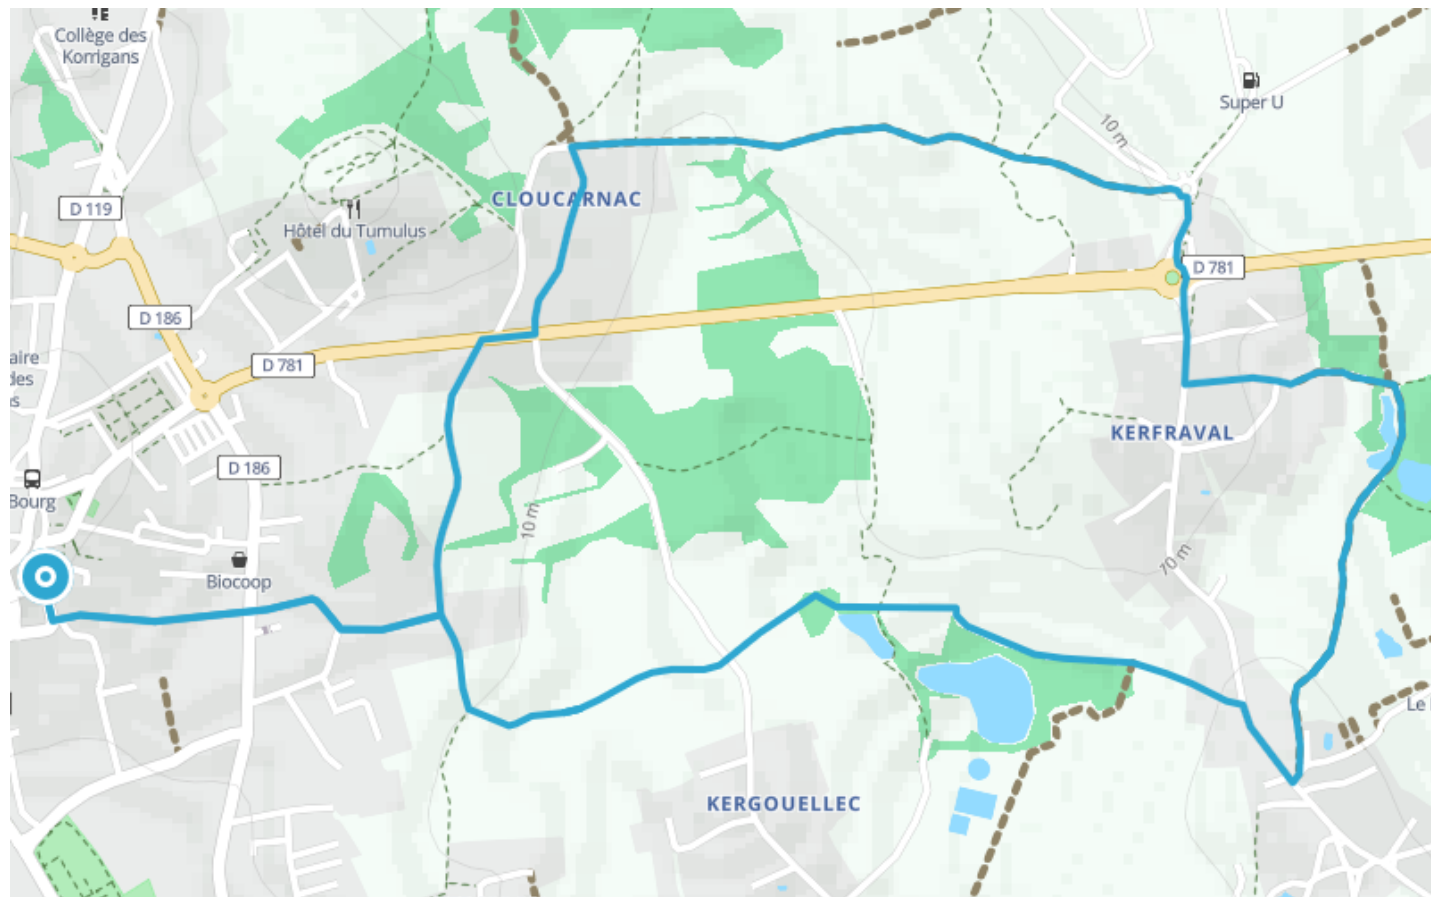 Collège des
Korrigans
Super U
10 m
D 119
CLOUCARNAC
Hôtel du Tumulus
D 781
D 186
aire
des
s
D 781
KERFRAVAL
D 186
Bourg
10 m
70 m
Biocoop
Le
KERGOUELLEC